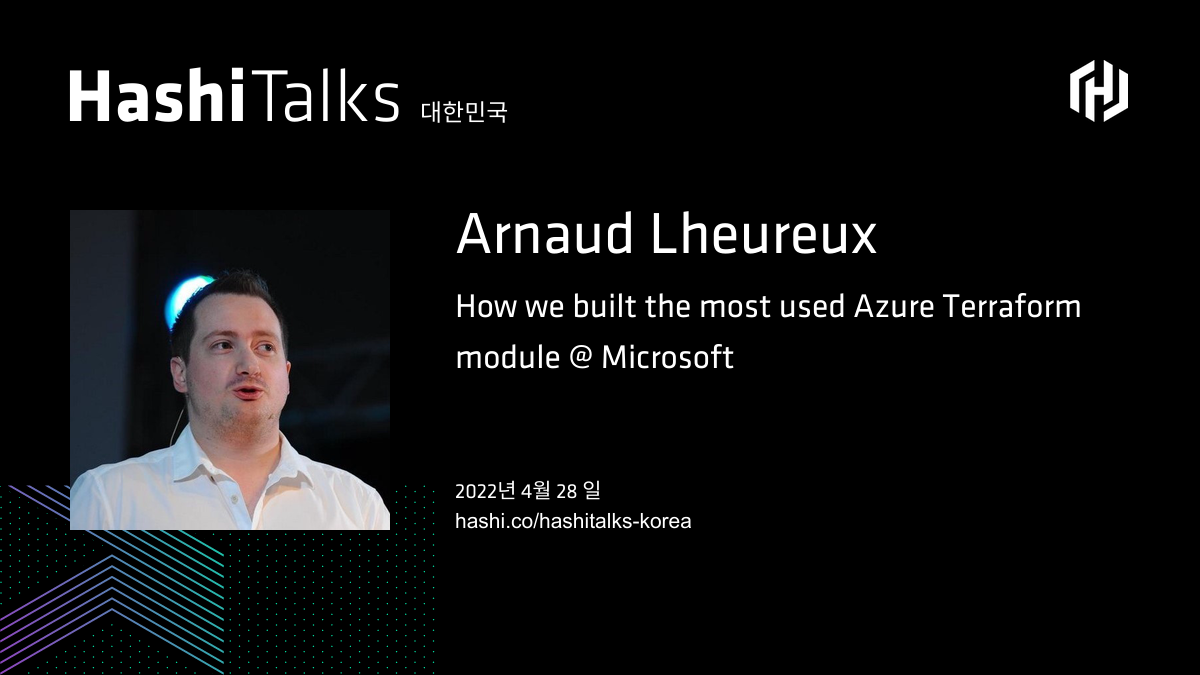 HashiTalks 대한민국
Arnaud Lheureux
How we built the most used Azure Terraform
module @ Microsoft
2022년 4월 28 일
hashi.co/hashitalks-korea